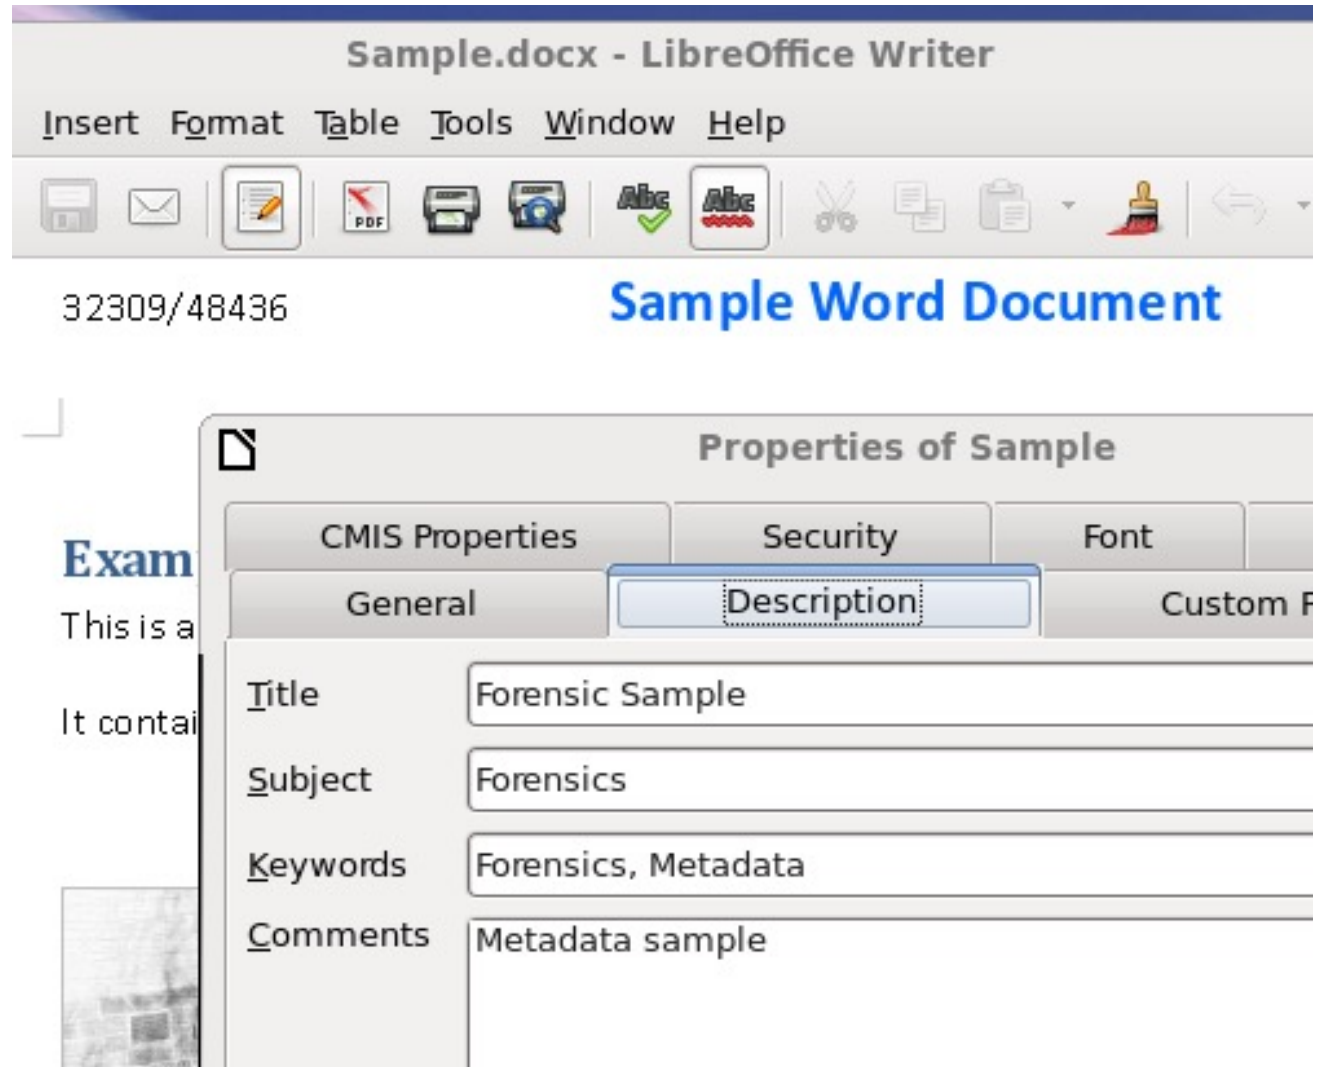 Sample.docx - LibreOffice Writer
Insert Format Table Tools Window Help
PDF Abc Abc
32309/48436 Sample Word Document
Properties of Sample
CMIS Properties Security Font
Exam
General Description Custom
This is a
Title Forensic Sample
It contai
Subject Forensics
Keywords Forensics, Metadata
Comments Metadata sample